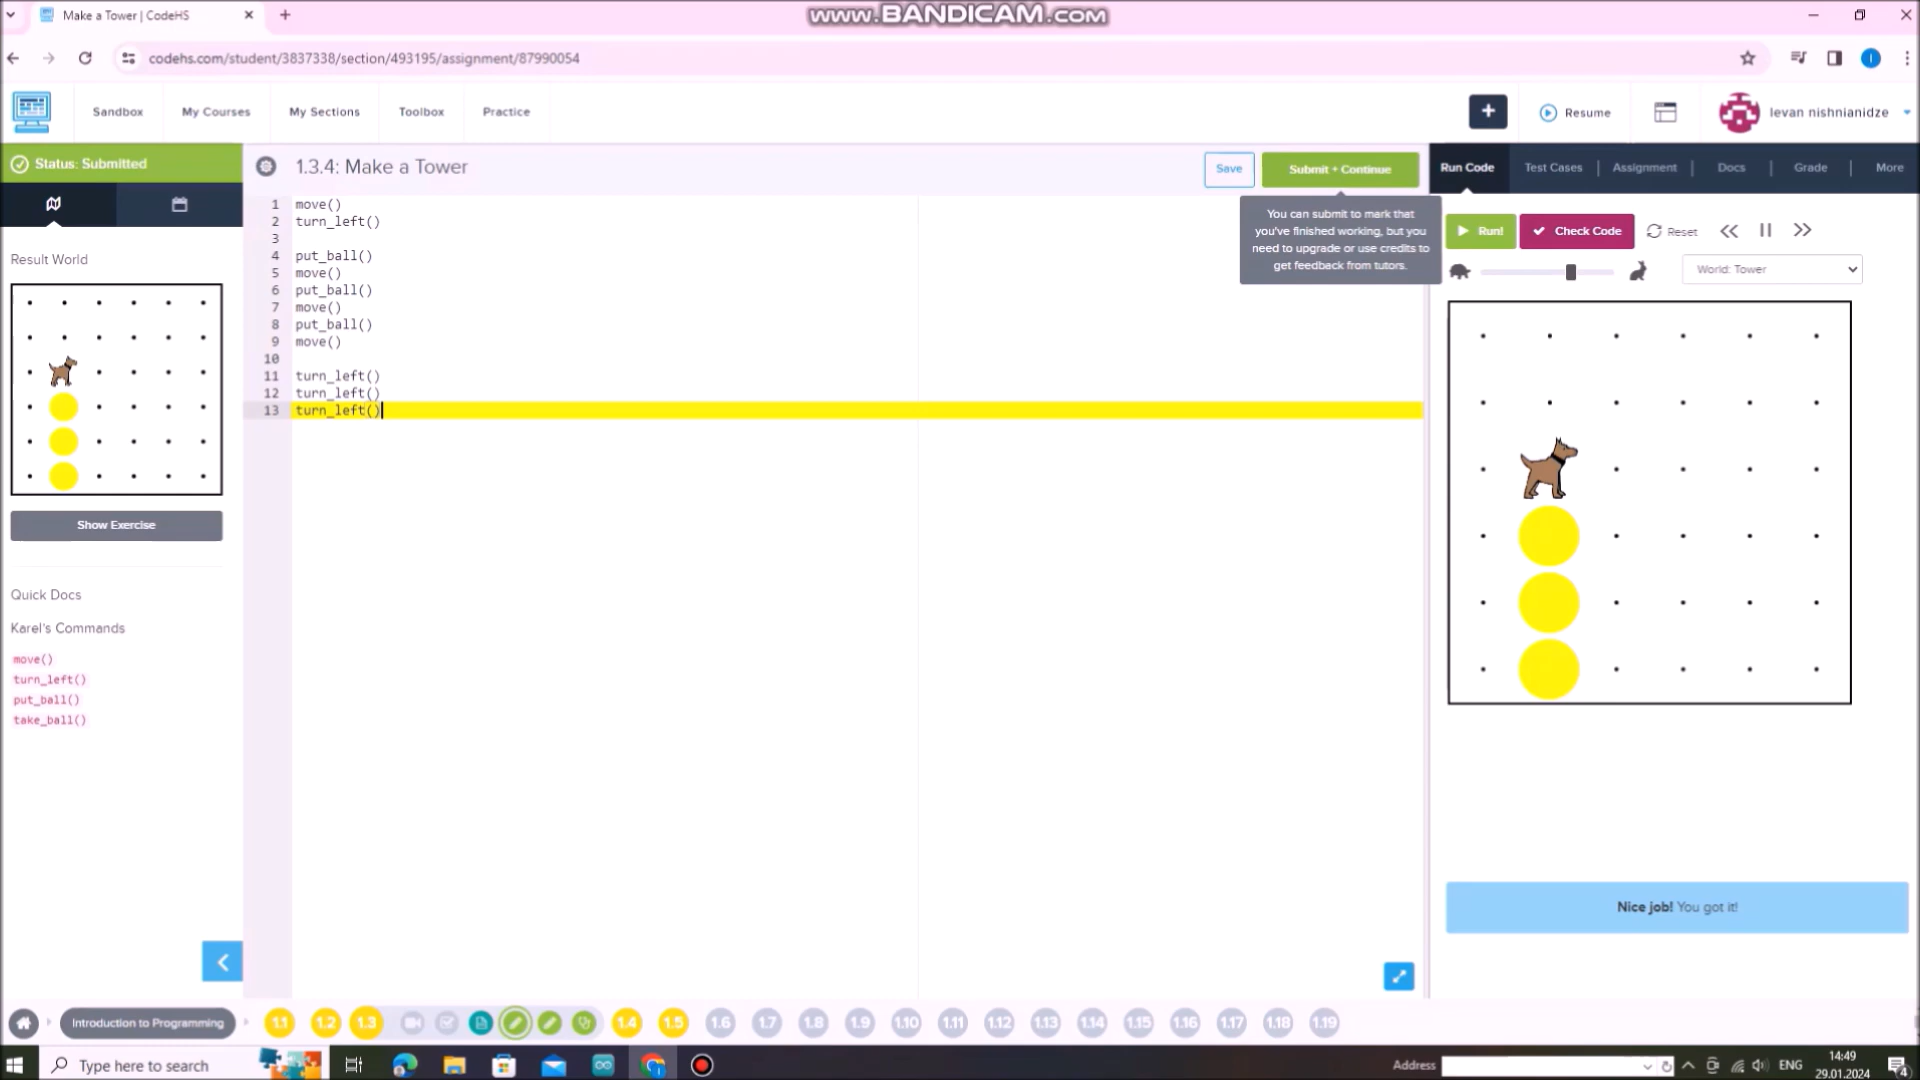 Make a Tower | CodeHS
www.BANDICAM.com
codehs.com/student/3837338/section/493195/assignment/87990054
Sandbox
My Courses
My Sections
Toolbox
Practice
Resume
levan nishnianidze
Status: Submitted
1.3.4: Make a Tower
Save
Submit + Continue
Run Code
Test Cases
Assignment
Docs
Grade
More
You can submit to mark that
you've finished working, but you
need to upgrade or use credits to
get feedback from tutors.
Run!
Check Code
Reset
World: Tower
Result World
Show Exercise
Quick Docs
Karel's Commands
move()
turn_left()
put_ball()
take_ball()
1 move()
2 turn_left()
3
4 put_ball()
5 move()
6 put_ball()
7 move()
8 put_ball()
9 move()
10
11 turn_left()
12 turn_left()
13 turn_left()
Nice job! You got it!
Introduction to Programming
1.1
1.2
1.3
1.4
1.5
1.6
1.7
1.8
1.9
1.10
1.11
1.12
1.13
1.14
1.15
1.16
1.17
1.18
1.19
Type here to search
Address
ENG
14:49
29.01.2024
4